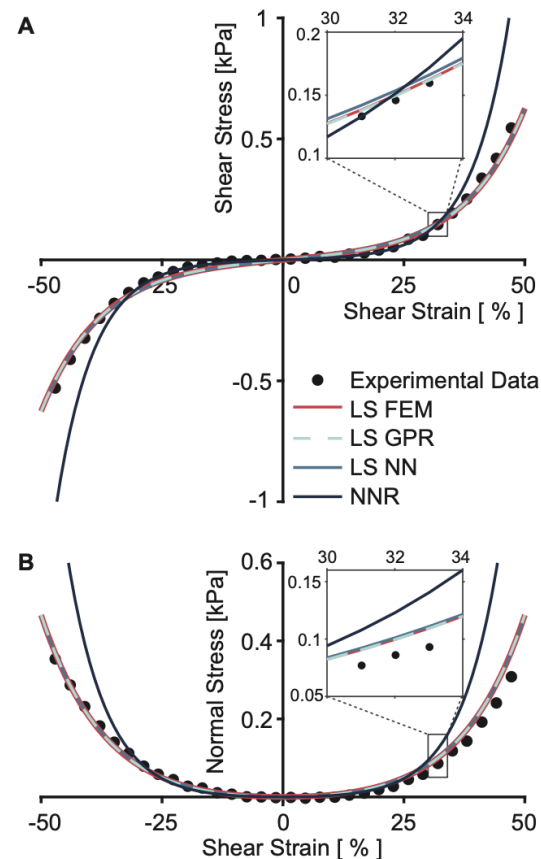 A
Shear Stress [kPa]
1
0.5
-50
-25
0
25
50
Shear Strain [ % ]
-0.5
-1
30
32
34
0.2
0.15
0.1
Experimental Data
LS FEM
LS GPR
LS NN
NNR
B
Normal Stress [kPa]
0.6
0.4
0.2
30
32
34
0.15
0.1
0.05
-50
-25
0
25
50
Shear Strain [ % ]